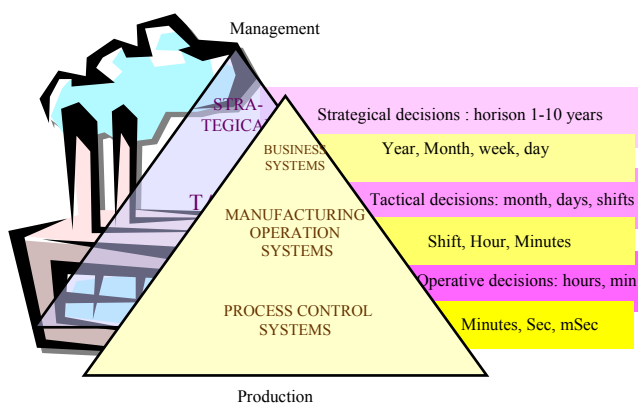 Management
STRA-
TEGICA
Strategical decisions : horison 1-10 years
BUSINESS
SYSTEMS
Year, Month, week, day
T
Tactical decisions: month, days, shifts
MANUFACTURING
OPERATION
SYSTEMS
Shift, Hour, Minutes
Operative decisions: hours, min
PROCESS CONTROL
SYSTEMS
Minutes, Sec, mSec
Production